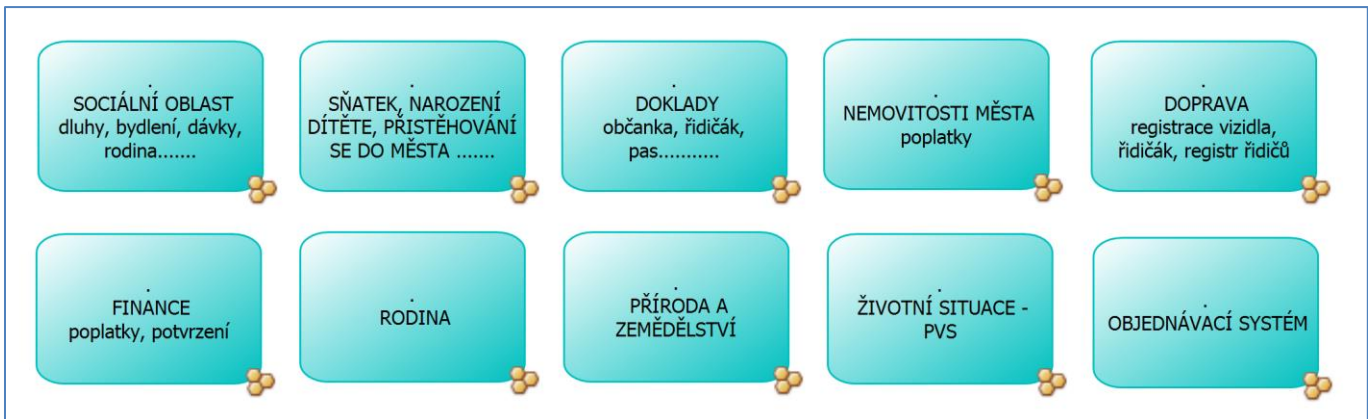 .
SOCIÁLNÍ OBLAST
dluhy, bydlení, dávky,
rodina.......
.
SŇATEK, NAROZENÍ
DÍTĚTE, PŘISTĚHOVÁNÍ
SE DO MĚSTA .......
.
DOKLADY
občanka, řidičák,
pas...........
.
NEMOVITOSTI MĚSTA
poplatky
.
DOPRAVA
registrace vizidla,
řidičák, registr řidičů
.
FINANCE
poplatky, potvrzení
.
RODINA
.
PŘÍRODA A
ZEMĚDĚLSTVÍ
.
ŽIVOTNÍ SITUACE -
PVS
.
OBJEDNÁVACÍ SYSTÉM